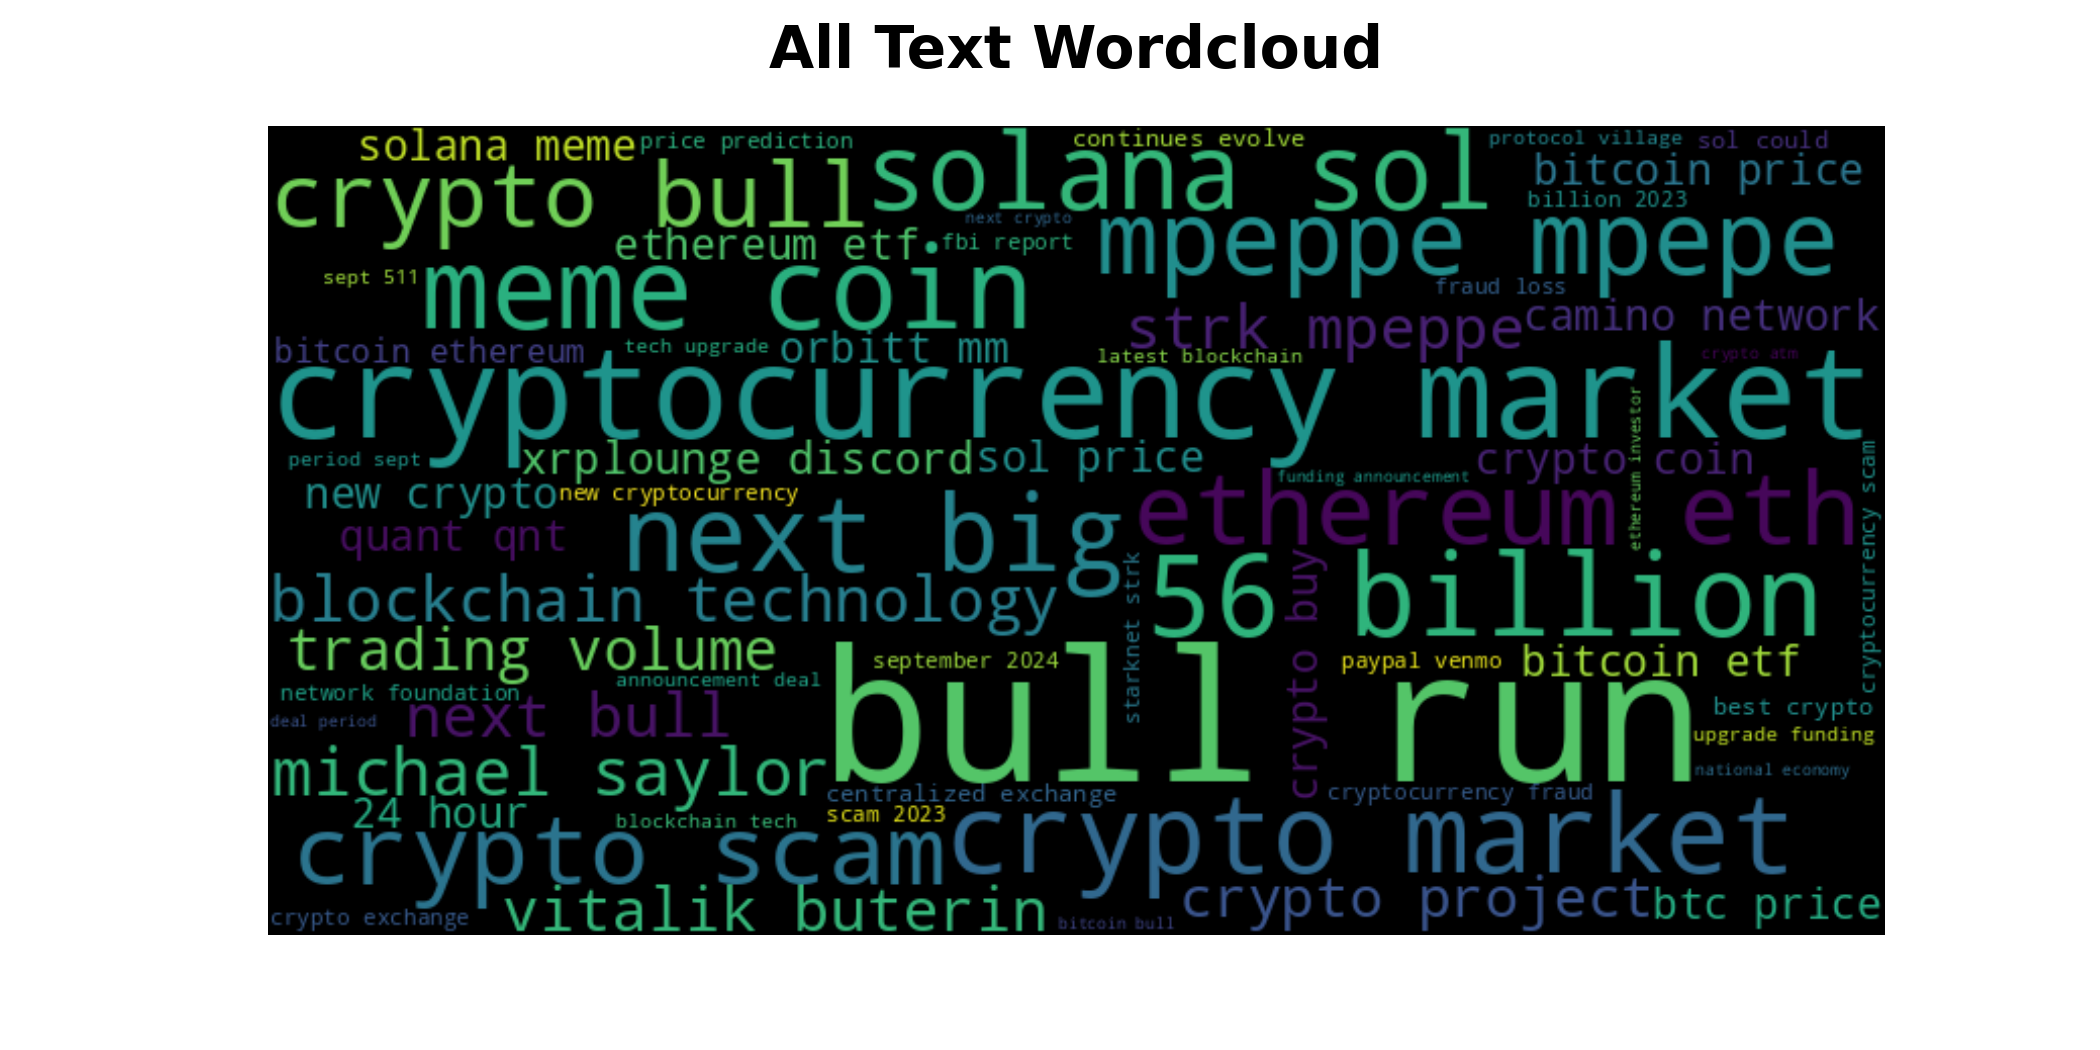 All Text Wordcloud
solana meme
price prediction
continues evolve
protocol village
sol could
crypto bull
solana sol
bitcoin price
billion 2023
next crypto
mpeppe mpepe
ethereum etf
fbi report
sept 511
meme coin
fraud loss
strk mpeppe
camino network
bitcoin ethereum
tech upgrade
orbitt mm
latest blockchain
crypto atm
cryptocurrency market
ethereum investor
period sept
xrplounge discord
sol price
crypto coin
cryptocurrency scam
funding announcement
new crypto
new cryptocurrency
next big
ethereum eth
quant qnt
blockchain technology
starknet strk
56 billion
crypto buy
trading volume
september 2024
paypal venmo
bitcoin etf
network foundation
announcement deal
bull run
best crypto
deal period
next bull
upgrade funding
michael saylor
national economy
24 hour
centralized exchange
cryptocurrency fraud
blockchain tech
scam 2023
crypto scam
crypto market
crypto exchange
vitalik buterin
bitcoin bull
crypto project
btc price